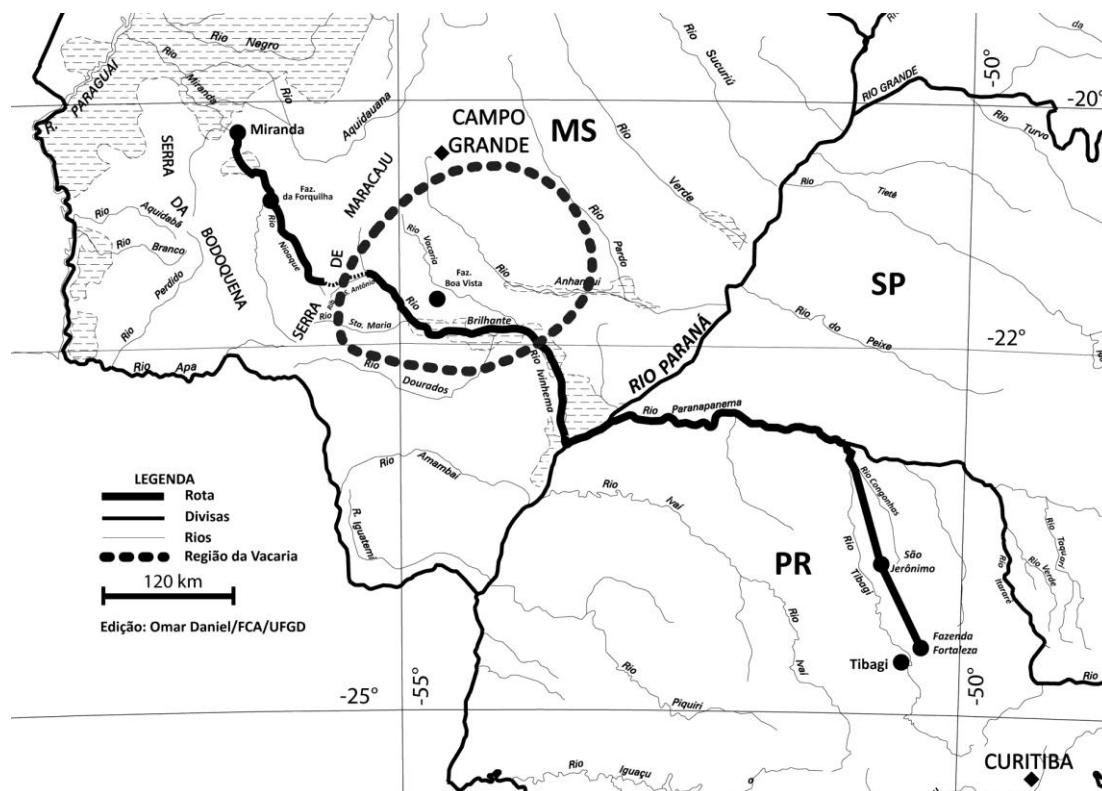 Rio
Negro
Rio
Miranda
Rio
Aquidauana
R. PARAGUAI
Miranda
SERRA
DA
BODOQUENA
Faz.
da Forquilha
Rio
Nioaque
Rio
Aquidabã
Rio
Branco
Rio
Perdido
Rio
Apa
SERRA
DE
MARACAJU
CAMPO
GRANDE
MS
Rio
Sucuriú
Rio
Verde
Rio
Pardo
Rio
Anhanduí
Rio
Vacaria
Faz.
Boa Vista
S. Antônio
Rio
Sta. Maria
Rio
Brilhante
Rio
Dourados
Rio Ivinhema
Rio
RIO GRANDE
-50°
-20°
da
Rio
Turvo
Rio
Tietê
SP
Rio
do
Peixe
-22°
RIO PARANÁ
Rio
Paranapanema
Rio
Amambai
R. Iguatemi
Rio
Ivaí
Rio
Ivaí
PR
Rio Congonhas
Rio
Tibagi
São
Jerônimo
Fazenda
Fortaleza
Tibagi
Rio
Itararé
Rio
Verde
Rio
Taquari
Rio
Rio
Piquiri
Rio
Iguaçu
o
CURITIBA
-25°
-55°
-50°
LEGENDA
Rota
Divisas
Rios
Região da Vacaria
120 km
Edição: Omar Daniel/FCA/UFGD